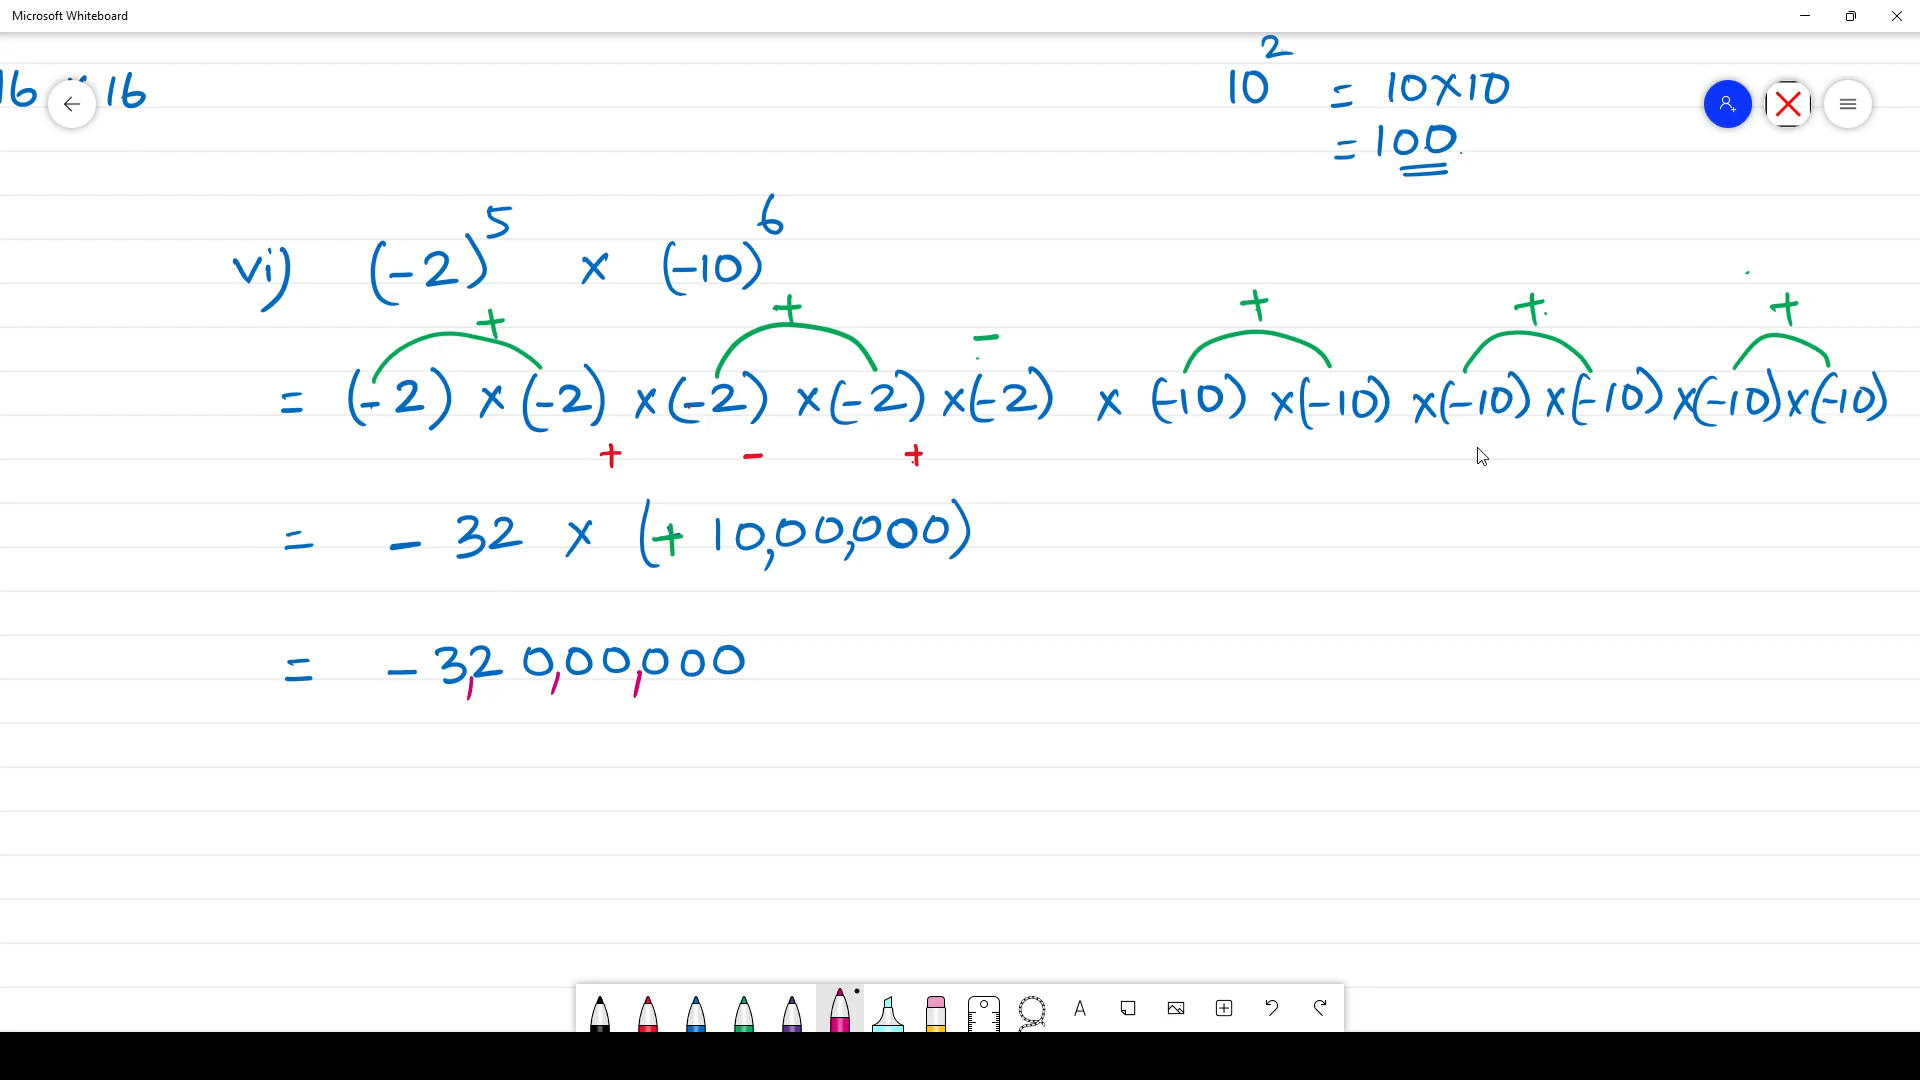 Microsoft Whiteboard
16 × 16
10² = 10×10
= 100
vi) (-2)⁵ × (-10)⁶
+ + - + + +
= (-2) ×(-2) ×(-2) ×(-2) ×(-2) × (-10) ×(-10) ×(-10) ×(-10) ×(-10)×(-10)
+ - +
= - 32 × (+ 10,00,000)
= - 3,20,00,000
A